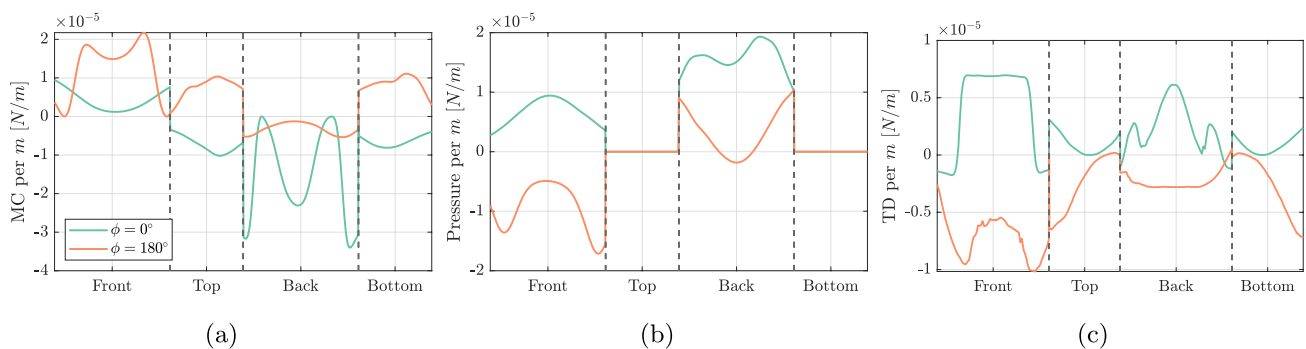 ×10⁻⁵
2
1
0
-1
-2
-3
-4
MC per m [N/m]
ϕ = 0°
ϕ = 180°
Front Top Back Bottom
(a)
×10⁻⁵
2
1
0
-1
-2
Pressure per m [N/m]
Front Top Back Bottom
(b)
×10⁻⁵
1
0.5
0
-0.5
-1
TD per m [N/m]
Front Top Back Bottom
(c)